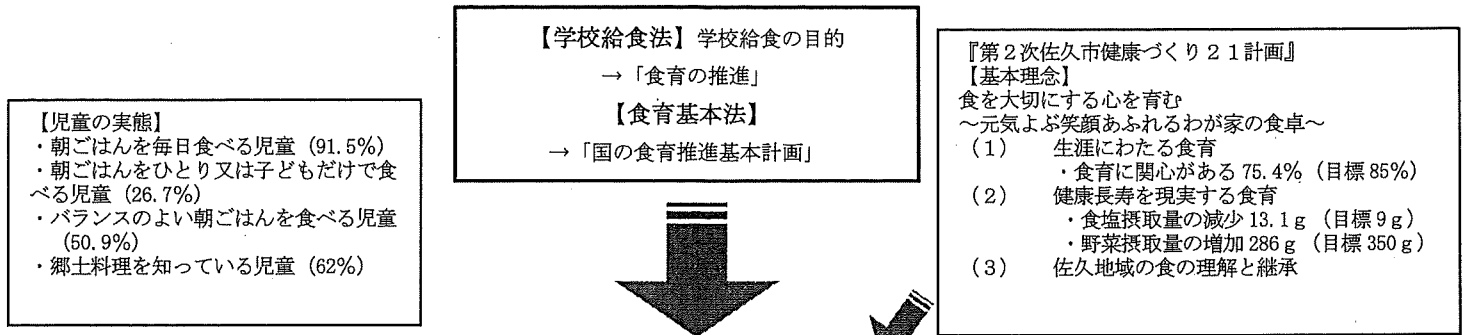 【児童の実態】
・朝ごはんを毎日食べる児童（91.5%）
・朝ごはんをひとり又は子どもだけで食
べる児童（26.7%）
・バランスのよい朝ごはんを食べる児童
（50.9%）
・郷土料理を知っている児童（62%）
【学校給食法】学校給食の目的
→「食育の推進」
【食育基本法】
→「国の食育推進基本計画」
『第２次佐久市健康づくり２１計画』
【基本理念】
食を大切にする心を育む
～元気よぶ笑顔あふれるわが家の食卓～
（１）　生涯にわたる食育
・食育に関心がある 75.4%（目標 85%）
（２）　健康長寿を現実する食育
・食塩摂取量の減少 13.1ｇ（目標 9ｇ）
・野菜摂取量の増加 286ｇ（目標 350ｇ）
（３）　佐久地域の食の理解と継承